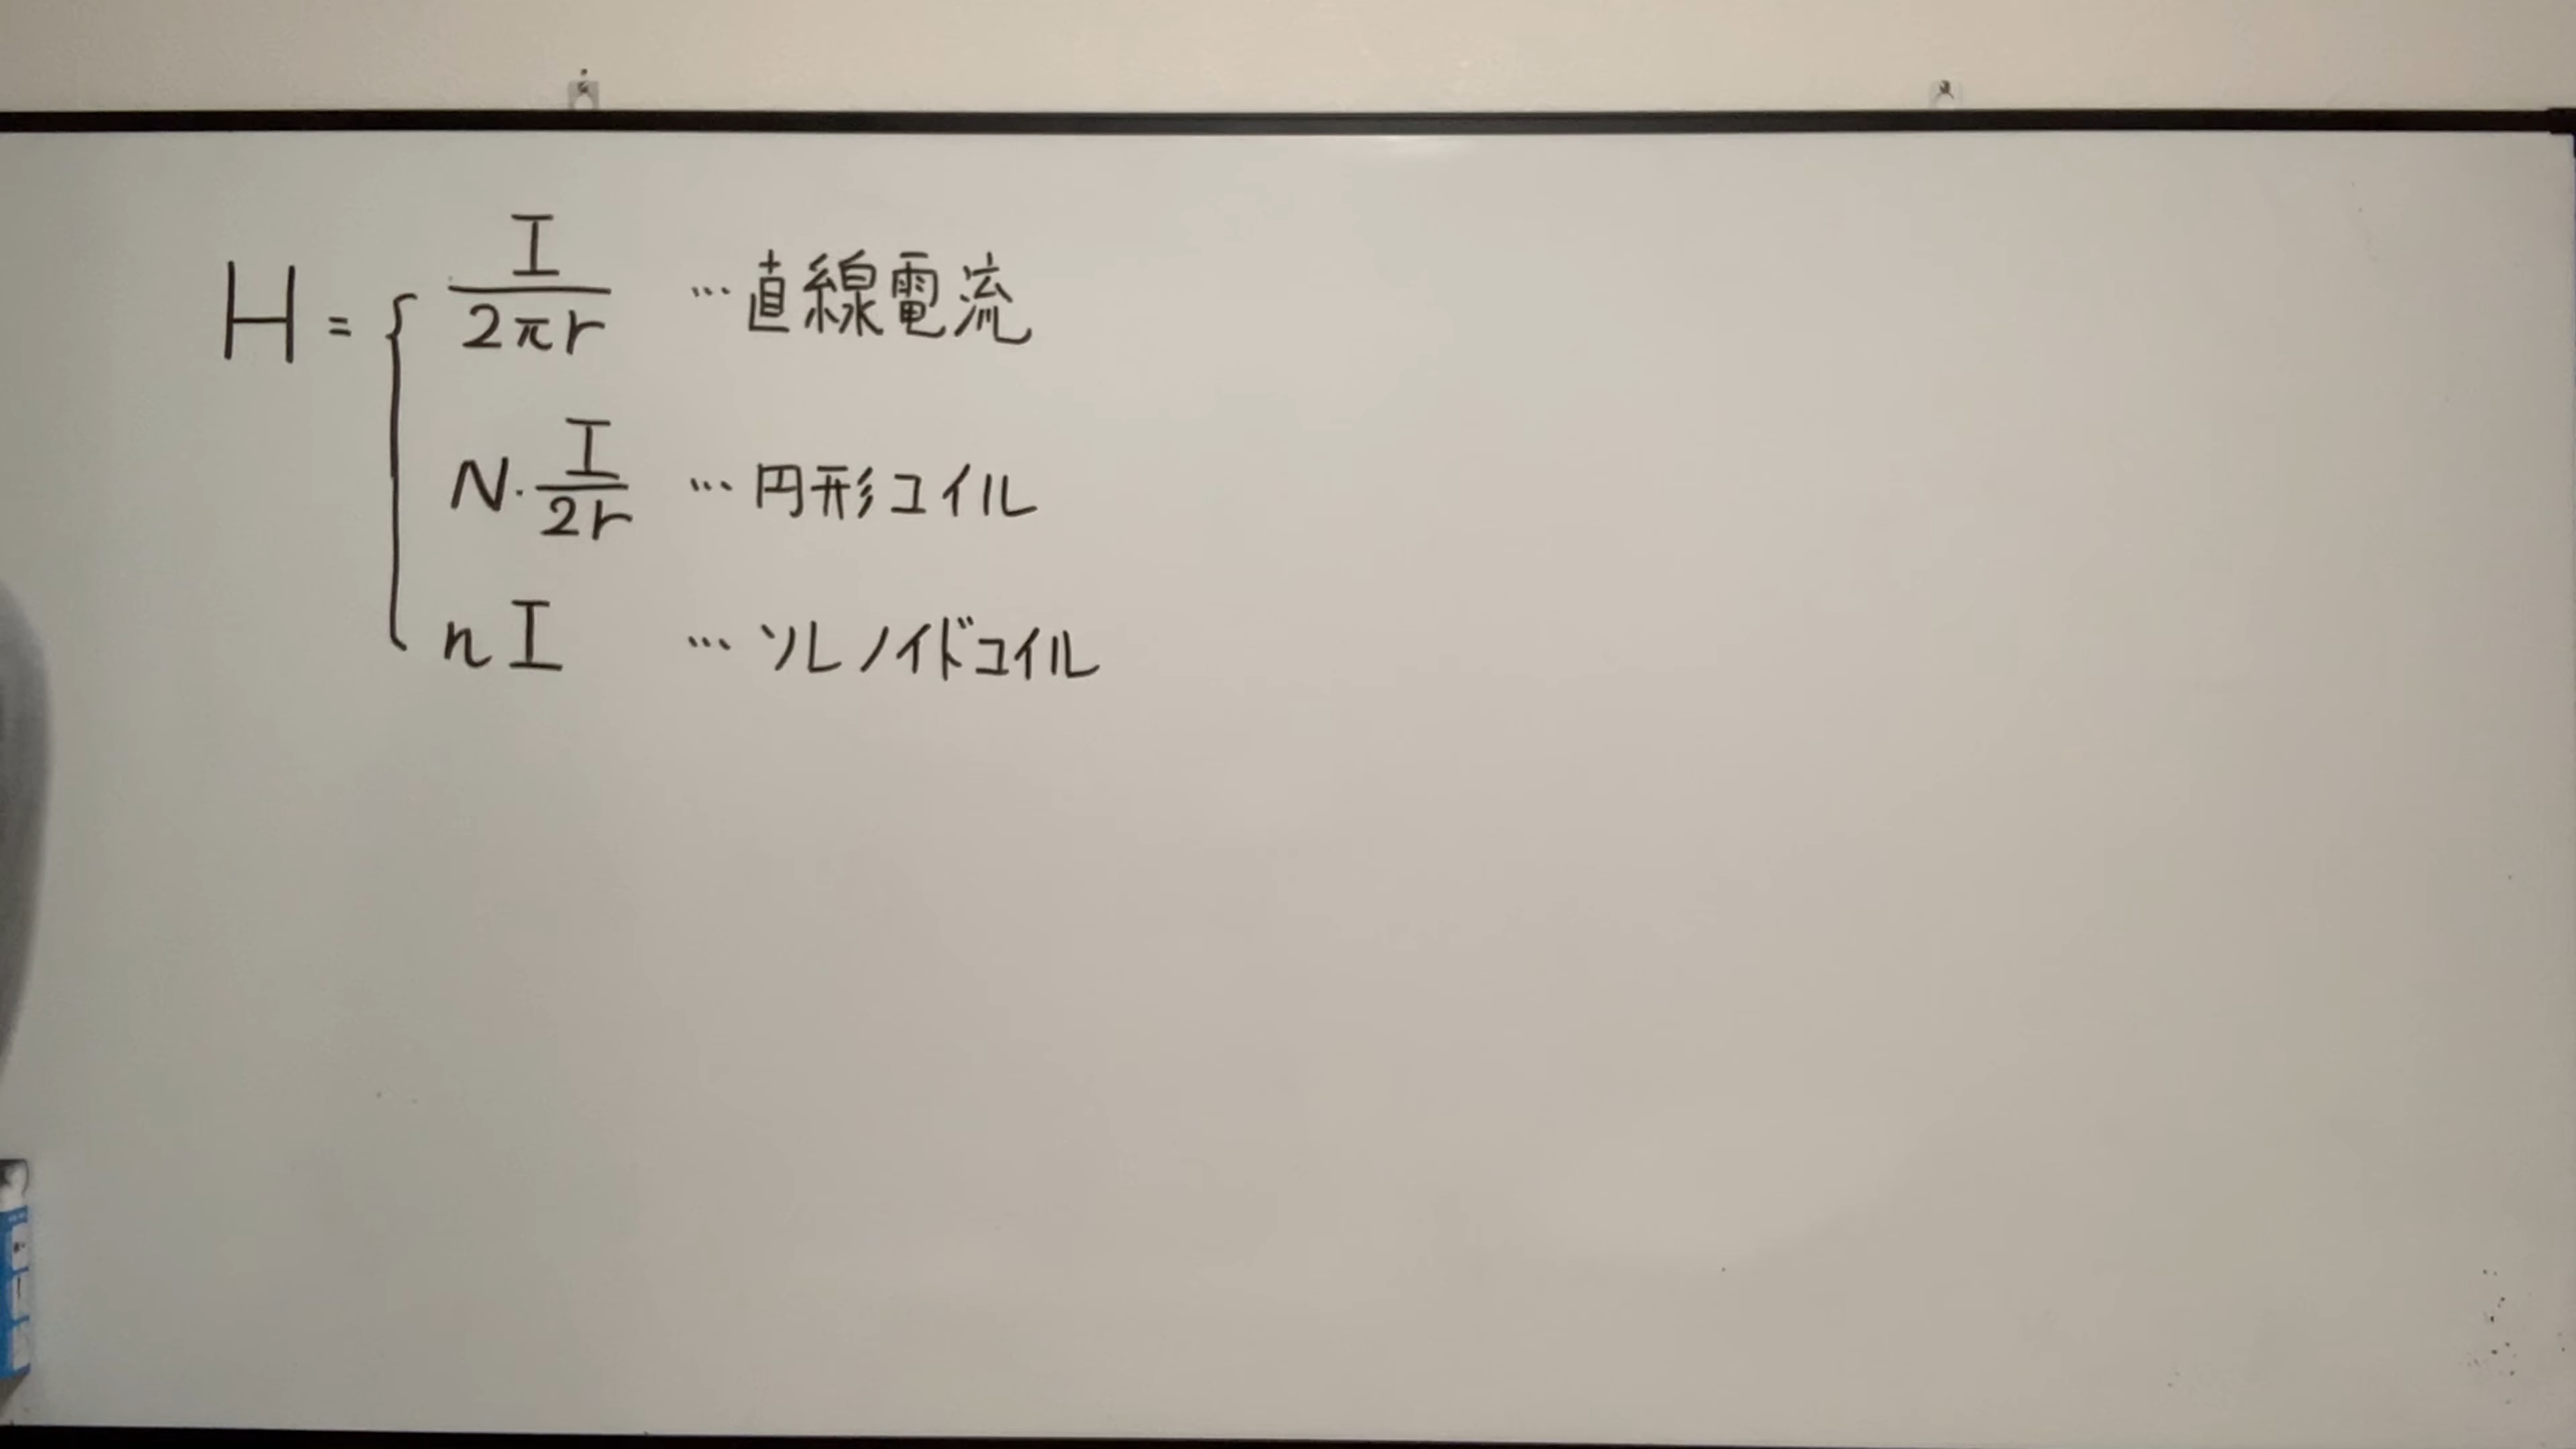 H = { I/2πr …直線電流
N・I/2r …円形コイル
nI …ソレノイドコイル